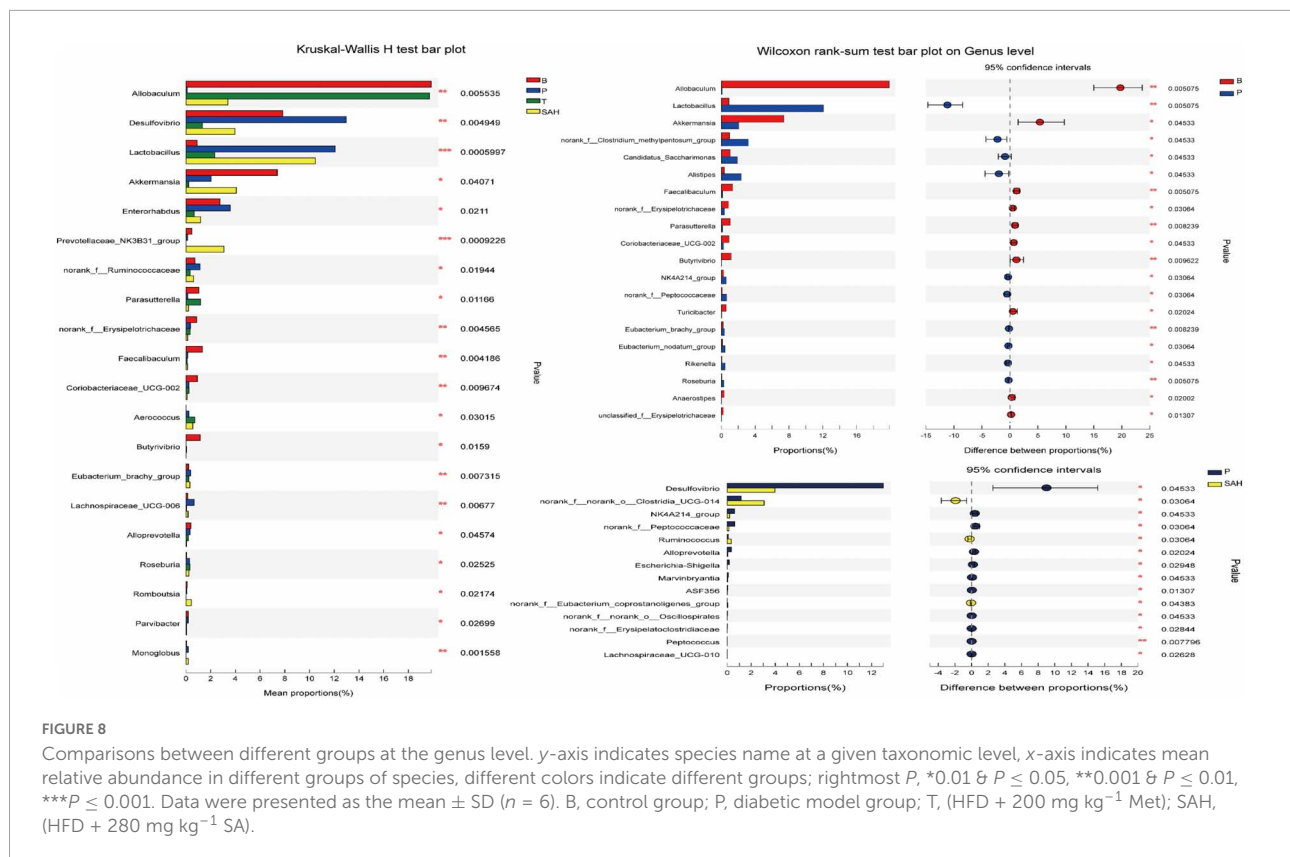 Kruskal-Wallis H test bar plot
B
P
T
SAH
Allobaculum
** 0.005535
Desulfovibrio
** 0.004949
Lactobacillus
*** 0.0005997
Akkermansia
* 0.04071
Enterorhabdus
* 0.0211
Prevotellaceae_NK3B31_group
*** 0.0009226
norank_f__Ruminococcaceae
* 0.01944
Parasutterella
* 0.01166
norank_f__Erysipelotrichaceae
** 0.004565
Faecalibaculum
** 0.004186
Coriobacteriaceae_UCG-002
** 0.009674
Aerococcus
* 0.03015
Butyrivibrio
* 0.0159
Eubacterium_brachy_group
** 0.007315
Lachnospiraceae_UCG-006
** 0.00677
Alloprevotella
* 0.04574
Roseburia
* 0.02525
Romboutsia
* 0.02174
Parvibacter
* 0.02699
Monoglobus
** 0.001558
Pvalue
0 2 4 6 8 10 12 14 16 18
Mean proportions(%)
Wilcoxon rank-sum test bar plot on Genus level
95% confidence intervals
B
P
Allobaculum
** 0.005075
Lactobacillus
** 0.005075
Akkermansia
* 0.04533
norank_f__Clostridium_methylpentosum_group
* 0.04533
Candidatus_Saccharimonas
* 0.04533
Alistipes
* 0.04533
Faecalibaculum
** 0.005075
norank_f__Erysipelotrichaceae
* 0.03064
Parasutterella
** 0.008239
Coriobacteriaceae_UCG-002
* 0.04533
Butyrivibrio
** 0.009622
NK4A214_group
* 0.03064
norank_f__Peptococcaceae
* 0.03064
Turicibacter
* 0.02024
Eubacterium_brachy_group
** 0.008239
Eubacterium_nodatum_group
* 0.03064
Rikenella
* 0.04533
Roseburia
** 0.005075
Anaerostipes
* 0.02002
unclassified_f__Erysipelotrichaceae
* 0.01307
Pvalue
0 4 8 12 16
Proportions(%)
-15 -10 -5 0 5 10 15 20 25
Difference between proportions(%)
95% confidence intervals
P
SAH
Desulfovibrio
* 0.04533
norank_f__norank_o__Clostridia_UCG-014
* 0.03064
NK4A214_group
* 0.04533
norank_f__Peptococcaceae
* 0.03064
Ruminococcus
* 0.03064
Alloprevotella
* 0.02024
Escherichia-Shigella
* 0.02948
Marvinbryantia
* 0.04533
ASF356
* 0.01307
norank_f__Eubacterium_coprostanoligenes_group
* 0.04383
norank_f__norank_o__Oscillospirales
* 0.04533
norank_f__Erysipelatoclostridiaceae
* 0.02844
Peptococcus
** 0.007796
Lachnospiraceae_UCG-010
* 0.02628
Pvalue
0 2 4 6 8 10 12
Proportions(%)
-4 -2 0 2 4 6 8 10 12 14 16 18 20
Difference between proportions(%)
FIGURE 8
Comparisons between different groups at the genus level. y-axis indicates species name at a given taxonomic level, x-axis indicates mean
relative abundance in different groups of species, different colors indicate different groups; rightmost P, *0.01 & P ≤ 0.05, **0.001 & P ≤ 0.01,
***P ≤ 0.001. Data were presented as the mean ± SD (n = 6). B, control group; P, diabetic model group; T, (HFD + 200 mg kg⁻¹ Met); SAH,
(HFD + 280 mg kg⁻¹ SA).